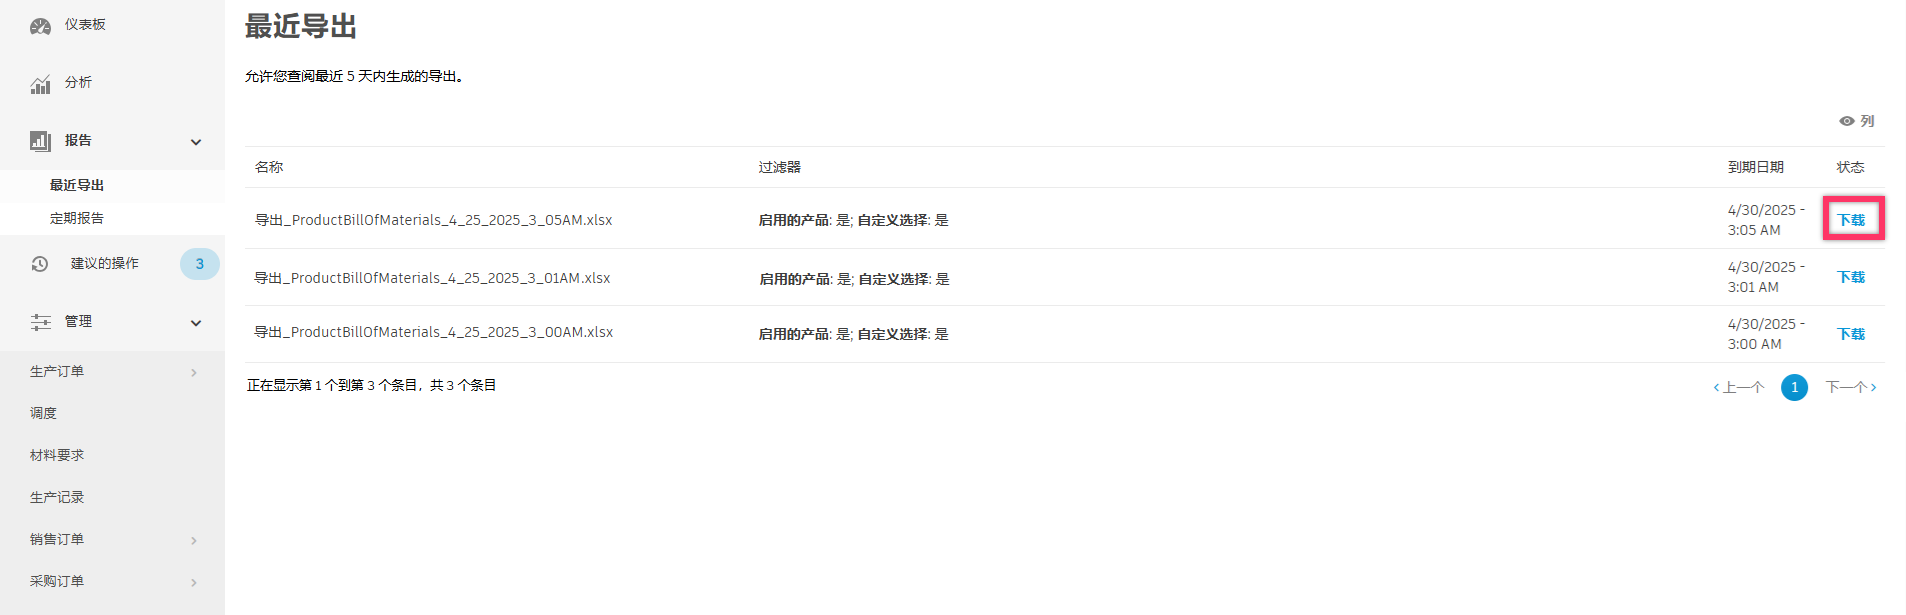 仪表板
分析
报告
最近导出
定期报告
建议的操作 3
管理
生产订单
调度
材料要求
生产记录
销售订单
采购订单
最近导出
允许您查阅最近 5 天内生成的导出。
列
名称 过滤器 到期日期 状态
导出_ProductBillOfMaterials_4_25_2025_3_05AM.xlsx 启用的产品: 是; 自定义选择: 是 4/30/2025 - 3:05 AM 下载
导出_ProductBillOfMaterials_4_25_2025_3_01AM.xlsx 启用的产品: 是; 自定义选择: 是 4/30/2025 - 3:01 AM 下载
导出_ProductBillOfMaterials_4_25_2025_3_00AM.xlsx 启用的产品: 是; 自定义选择: 是 4/30/2025 - 3:00 AM 下载
正在显示第 1 个到第 3 个条目，共 3 个条目
上一个 1 下一个